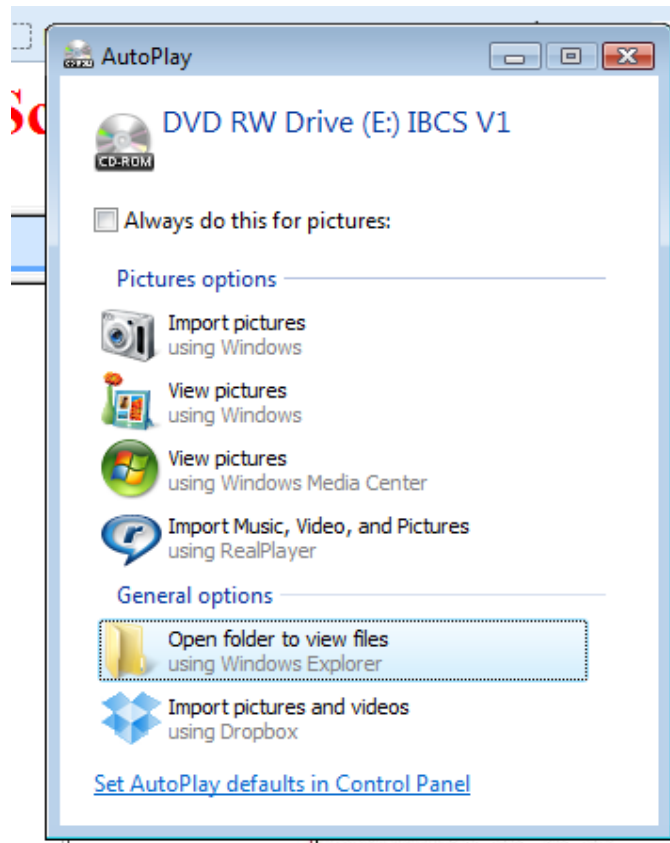 AutoPlay
Sc
DVD RW Drive (E:) IBCS V1
CD-ROM
Always do this for pictures:
Pictures options
Import pictures
using Windows
View pictures
using Windows
View pictures
using Windows Media Center
Import Music, Video, and Pictures
using RealPlayer
General options
Open folder to view files
using Windows Explorer
Import pictures and videos
using Dropbox
Set AutoPlay defaults in Control Panel